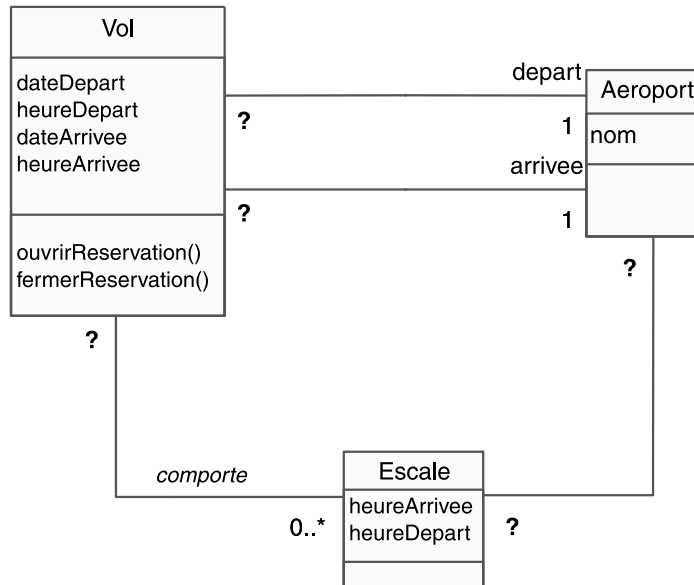 Vol
dateDepart
heureDepart
dateArrivee
heureArrivee
ouvrirReservation()
fermerReservation()
depart
?
1
arrivee
?
1
Aeroport
nom
?
?
comporte
0..*
Escale
heureArrivee
heureDepart
?